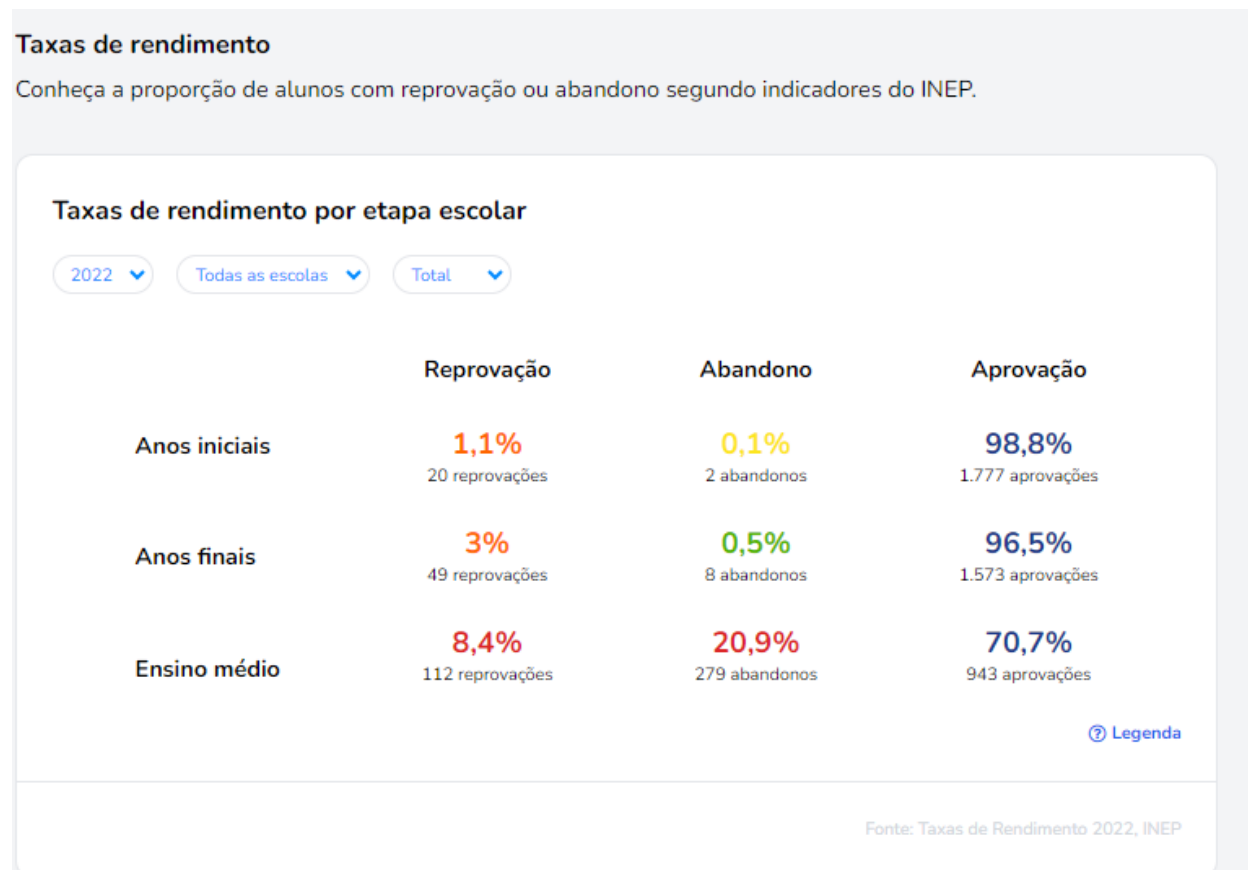 Taxas de rendimento
Conheça a proporção de alunos com reprovação ou abandono segundo indicadores do INEP.
Taxas de rendimento por etapa escolar
2022 Todas as escolas Total
Reprovação Abandono Aprovação
Anos iniciais 1,1% 0,1% 98,8%
20 reprovações 2 abandonos 1.777 aprovações
Anos finais 3% 0,5% 96,5%
49 reprovações 8 abandonos 1.573 aprovações
Ensino médio 8,4% 20,9% 70,7%
112 reprovações 279 abandonos 943 aprovações
? Legenda
Fonte: Taxas de Rendimento 2022, INEP